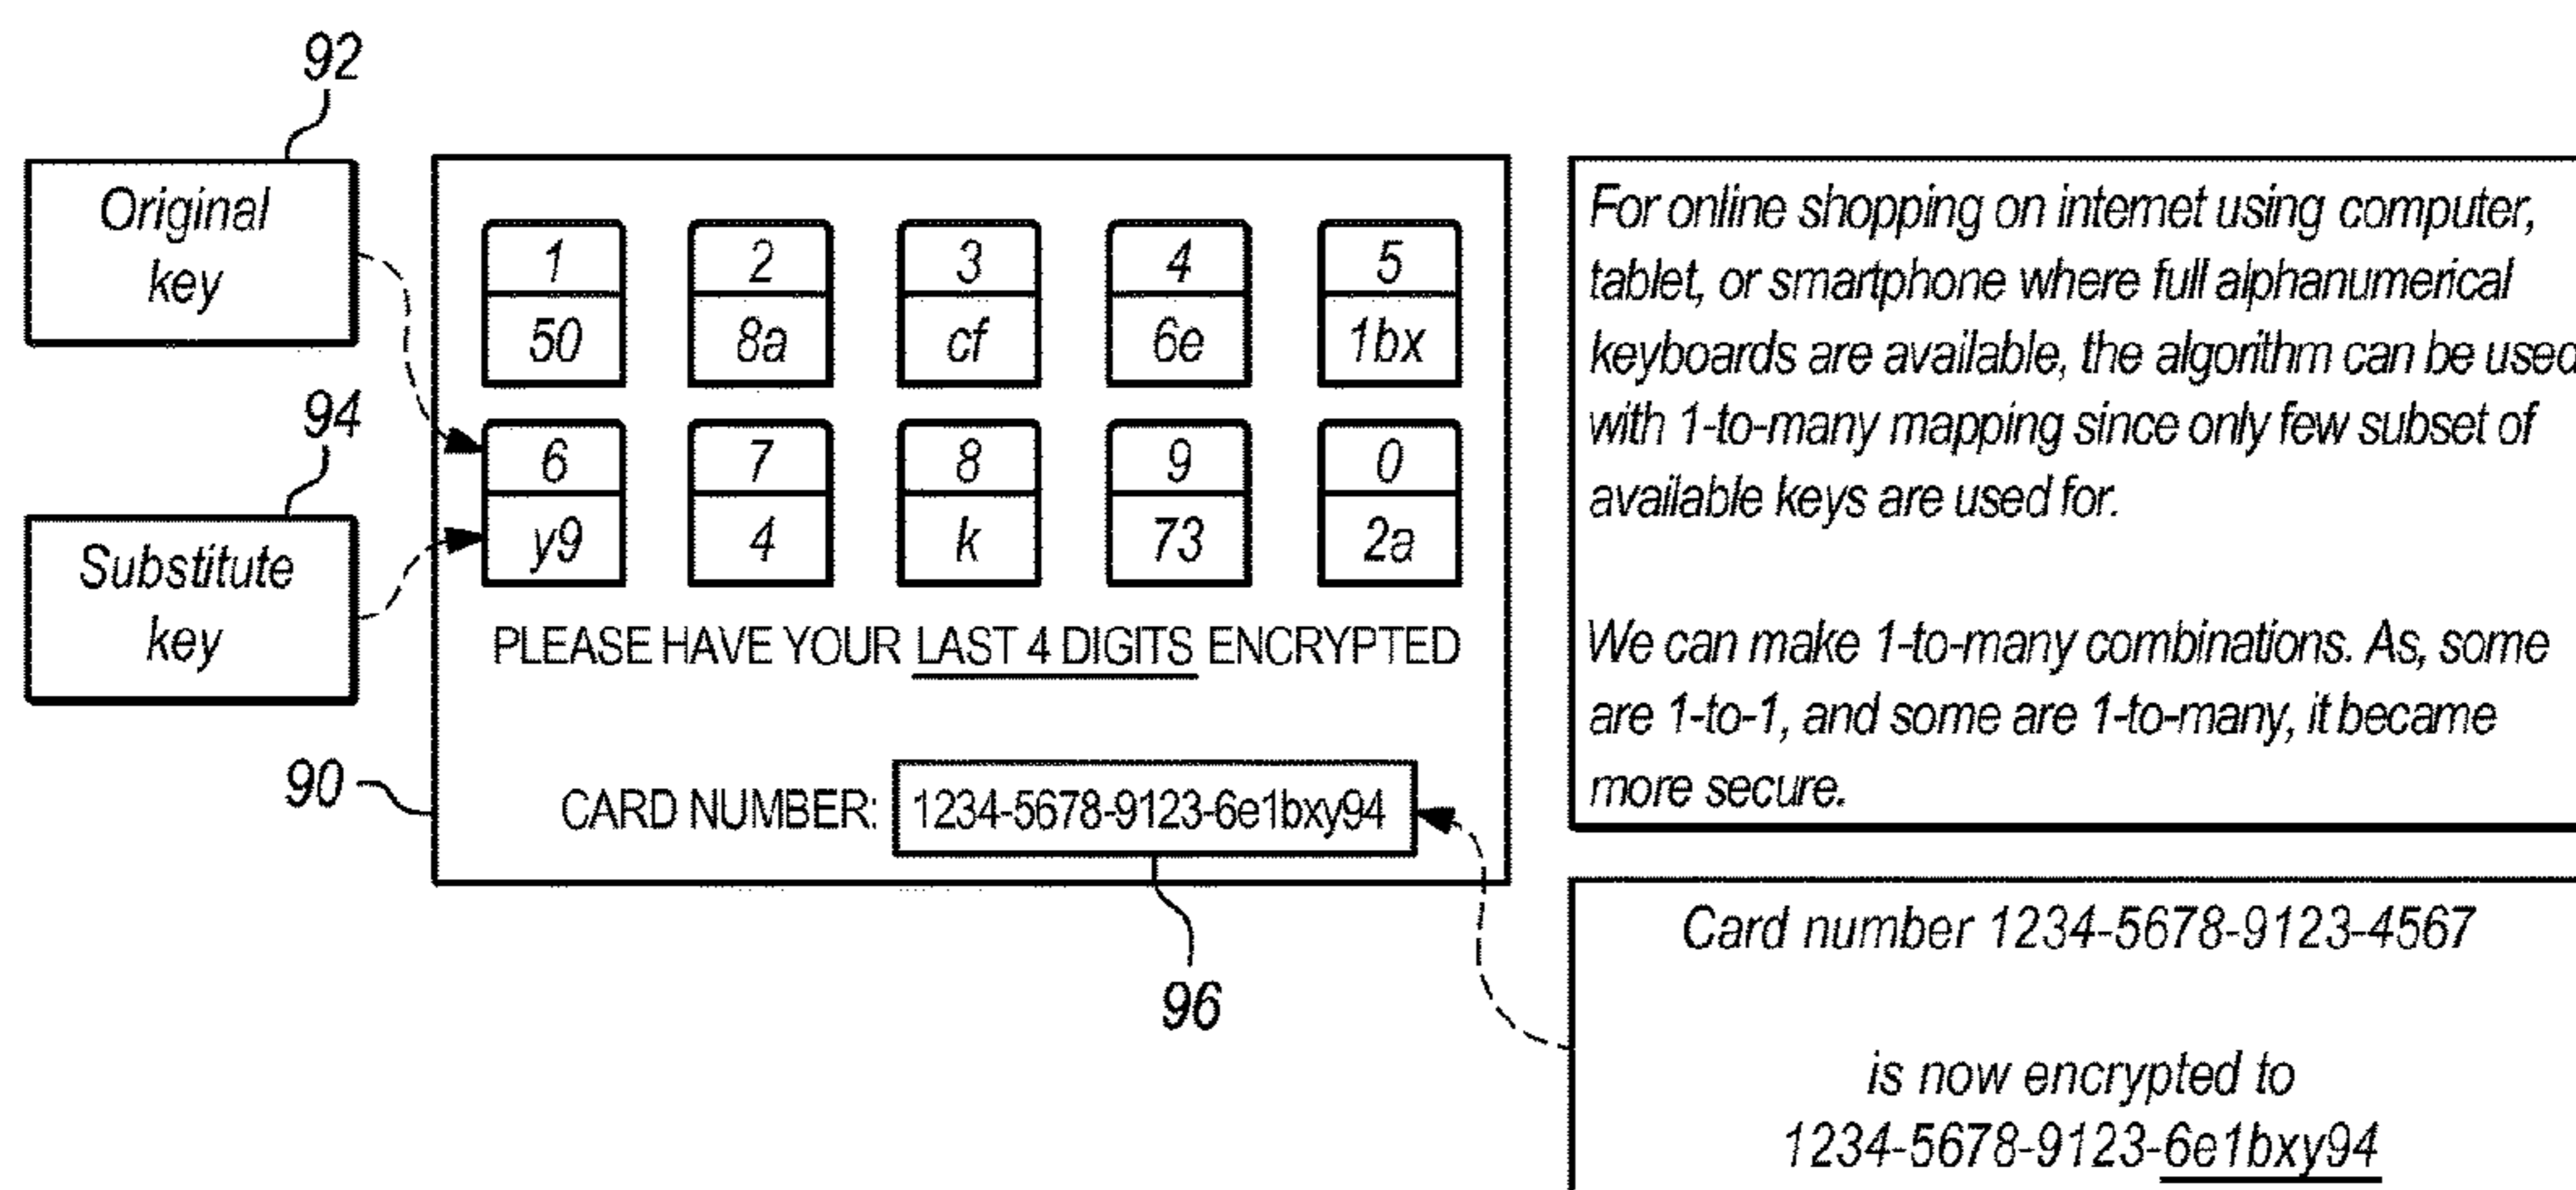 92
Original
key
94
Substitute
key
90
1 2 3 4 5
50 8a cf 6e 1bx
6 7 8 9 0
y9 4 k 73 2a
PLEASE HAVE YOUR LAST 4 DIGITS ENCRYPTED
CARD NUMBER: 1234-5678-9123-6e1bxy94
96
For online shopping on internet using computer,
tablet, or smartphone where full alphanumerical
keyboards are available, the algorithm can be used
with 1-to-many mapping since only few subset of
available keys are used for.
We can make 1-to-many combinations. As, some
are 1-to-1, and some are 1-to-many, it became
more secure.
Card number 1234-5678-9123-4567
is now encrypted to
1234-5678-9123-6e1bxy94